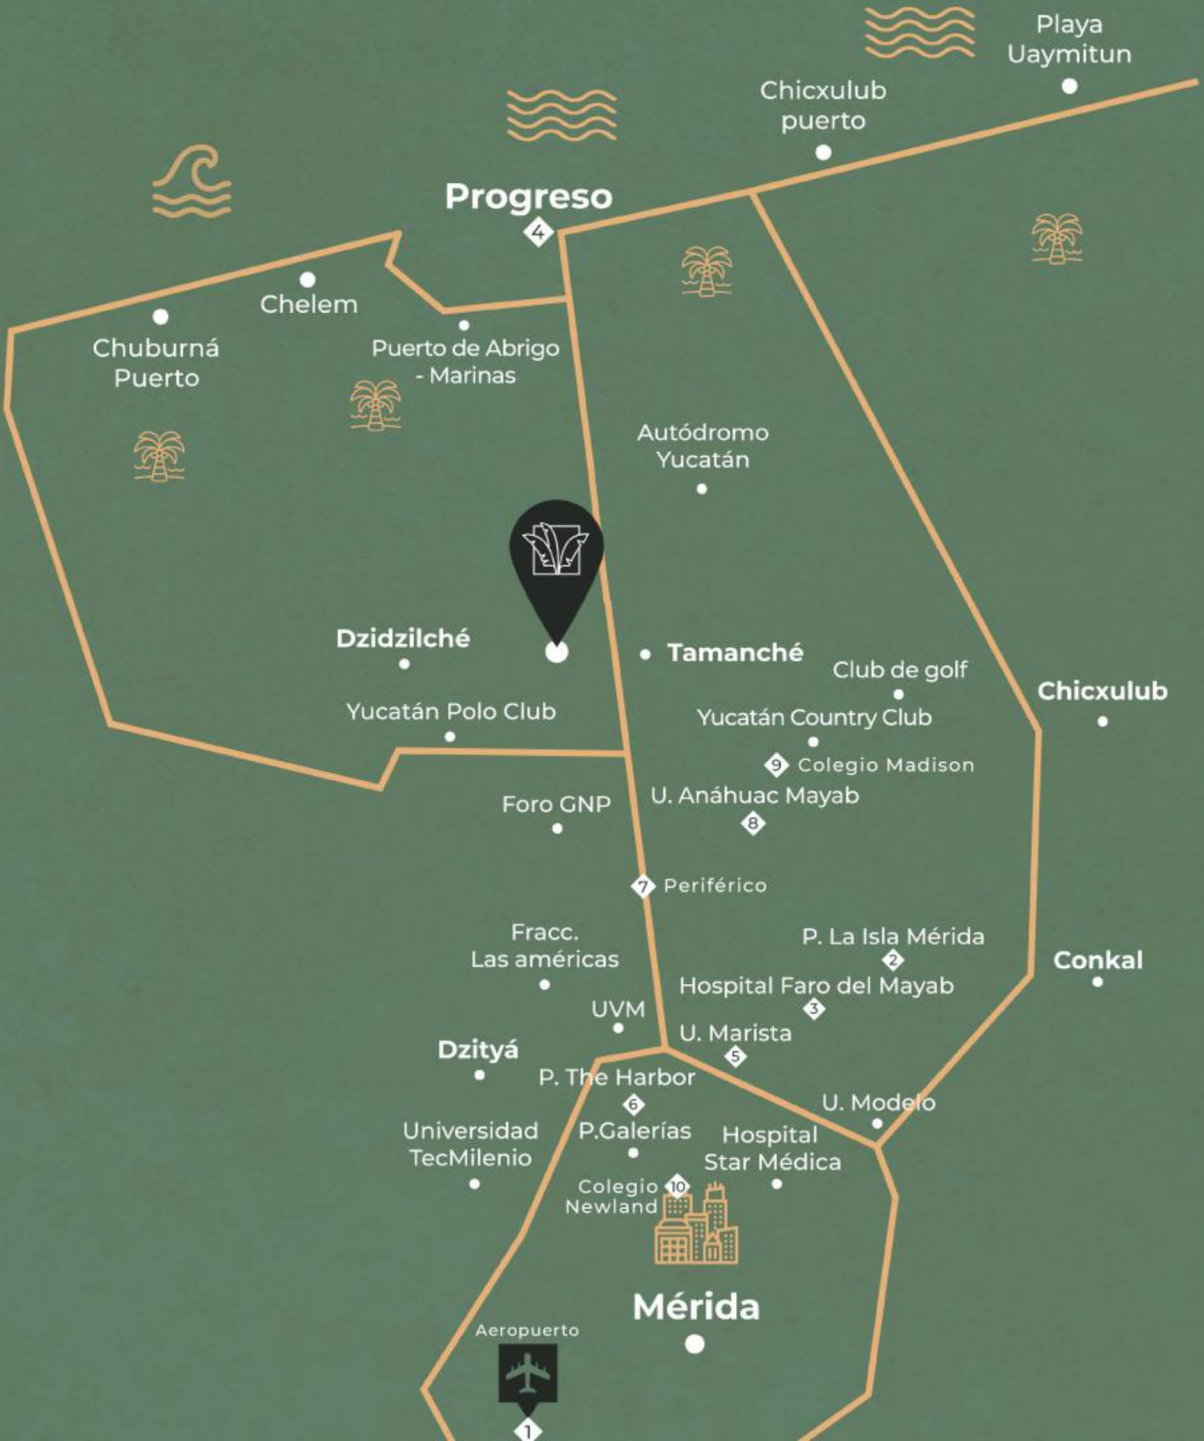 Playa
Uaymitun
Chicxulub
puerto
Progreso
4
Chelem
Chuburná
Puerto
Puerto de Abrigo
- Marinas
Autódromo
Yucatán
Dzidzilché
Tamanché
Club de golf
Chicxulub
Yucatán Polo Club
Yucatán Country Club
9 Colegio Madison
Foro GNP
U. Anáhuac Mayab
8
7 Periférico
Fracc.
Las américas
P. La Isla Mérida
2
Conkal
Hospital Faro del Mayab
3
UVM
U. Marista
5
Dzityá
P. The Harbor
6
U. Modelo
Universidad
TecMilenio
P.Galerías
Hospital
Star Médica
Colegio 10
Newland
Mérida
Aeropuerto
1